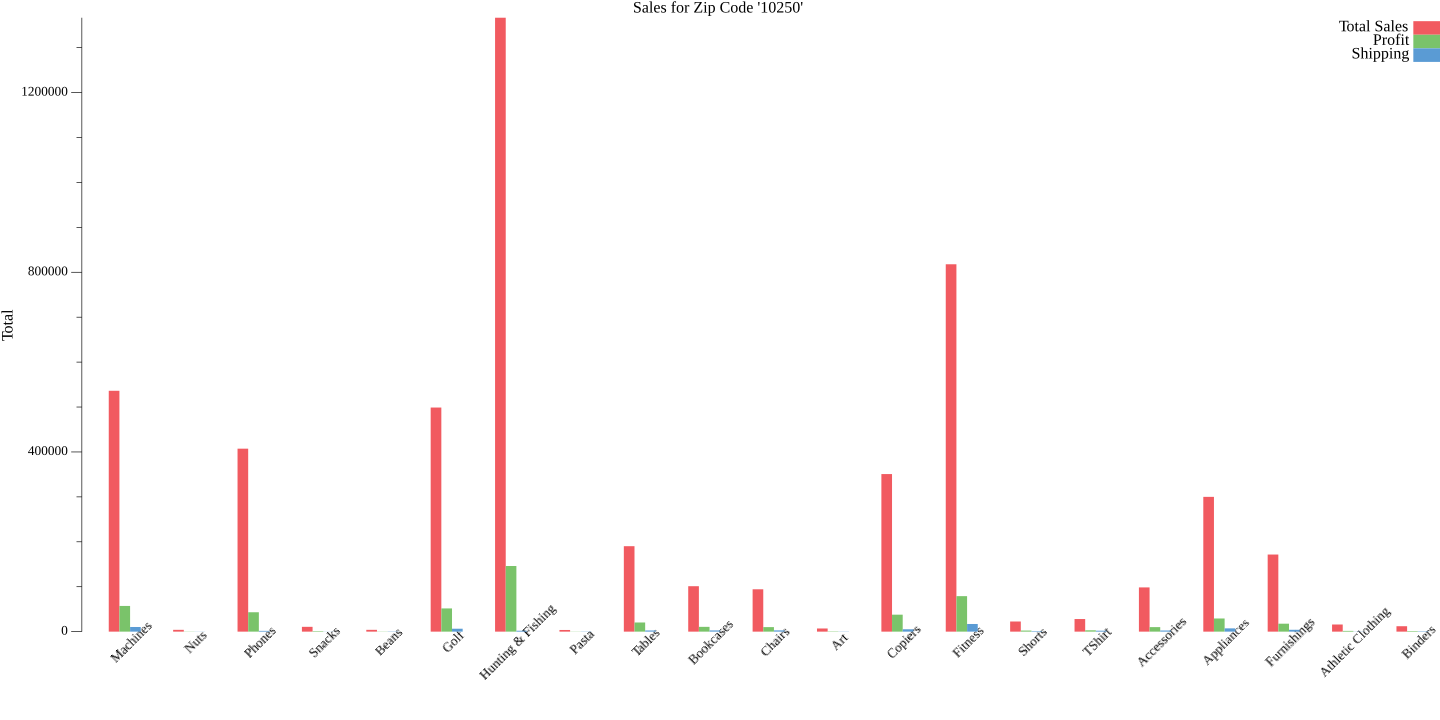 Sales for Zip Code '10250'
Total Sales
Profit
Shipping
1200000
800000
400000
0
Total
Machines
Nuts
Phones
Snacks
Beans
Golf
Hunting & Fishing
Pasta
Tables
Bookcases
Chairs
Art
Copiers
Fitness
Shorts
TShirt
Accessories
Appliances
Furnishings
Athletic Clothing
Binders